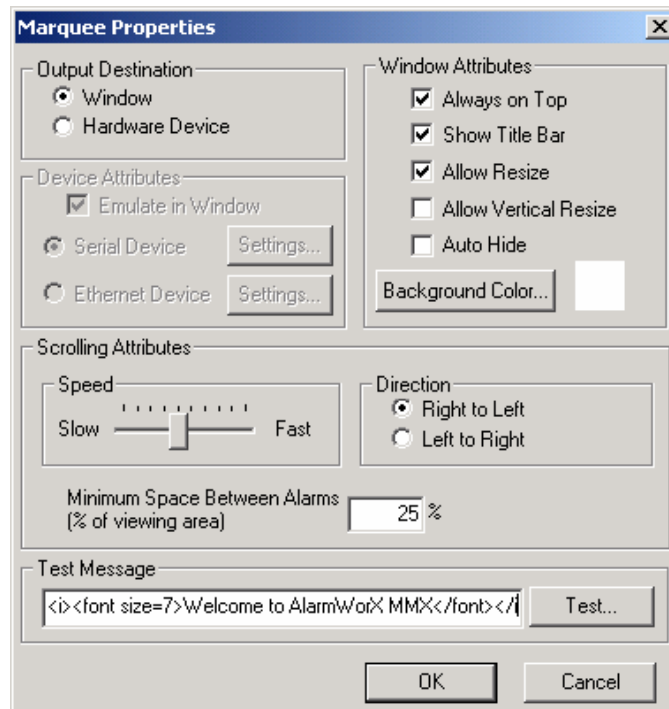 Marquee Properties
Output Destination
Window
Hardware Device
Device Attributes
Emulate in Window
Serial Device
Settings...
Ethernet Device
Settings...
Window Attributes
Always on Top
Show Title Bar
Allow Resize
Allow Vertical Resize
Auto Hide
Background Color...
Scrolling Attributes
Speed
Slow
Fast
Direction
Right to Left
Left to Right
Minimum Space Between Alarms
(% of viewing area)
25 %
Test Message
<i><font size=7>Welcome to AlarmWorX MMX</font></i
Test...
OK
Cancel